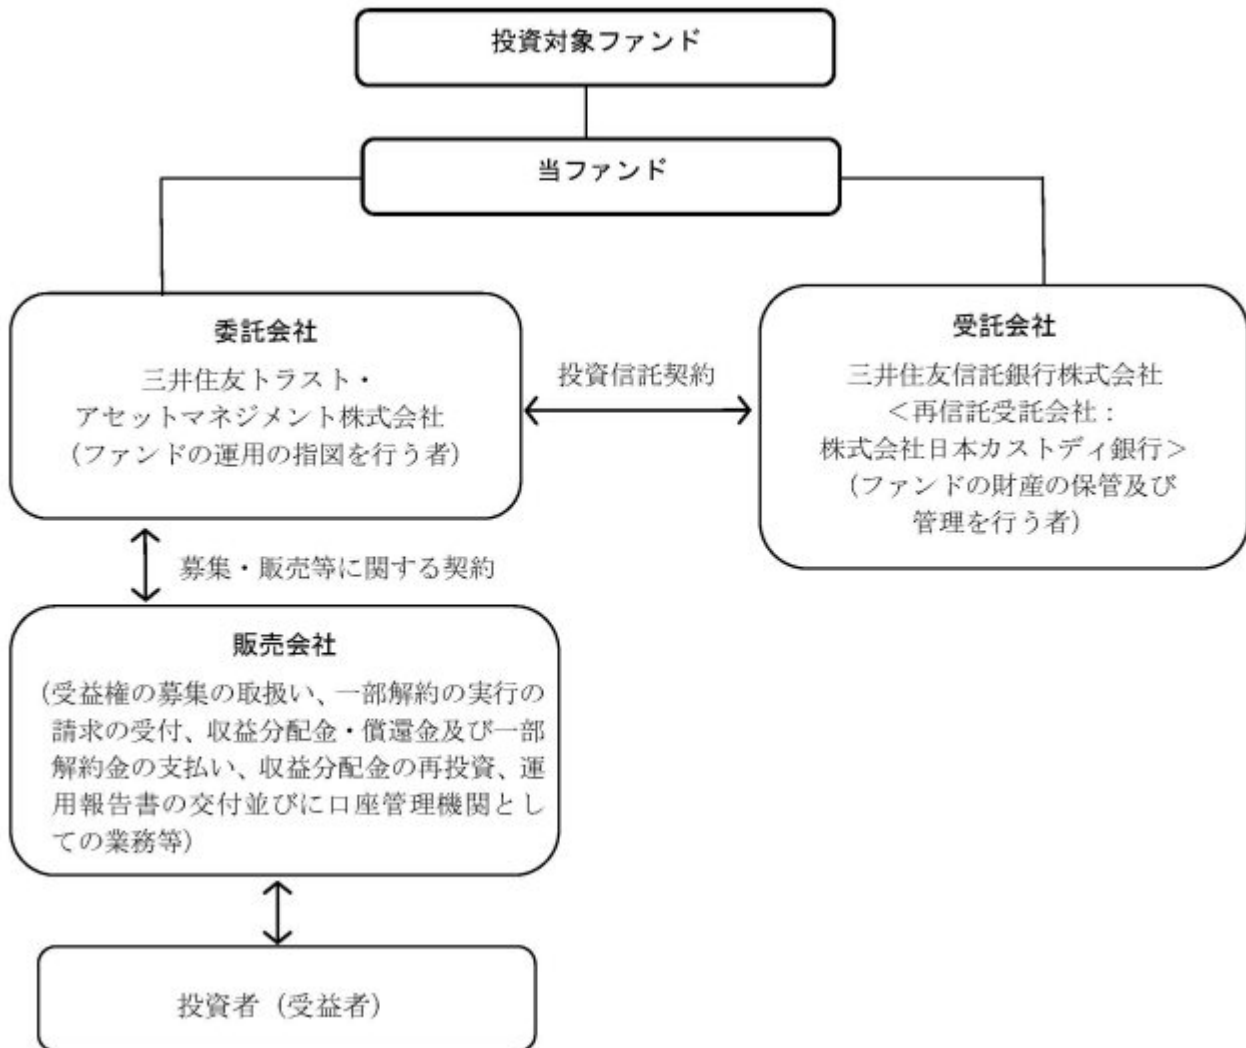 投資対象ファンド
当ファンド
委託会社
三井住友トラスト・
アセットマネジメント株式会社
(ファンドの運用の指図を行う者)
投資信託契約
受託会社
三井住友信託銀行株式会社
<再信託受託会社:
株式会社日本カストディ銀行>
(ファンドの財産の保管及び
管理を行う者)
募集・販売等に関する契約
販売会社
(受益権の募集の取扱い、一部解約の実行の
請求の受付、収益分配金・償還金及び一部
解約金の支払い、収益分配金の再投資、運
用報告書の交付並びに口座管理機関とし
ての業務等)
投資者(受益者)